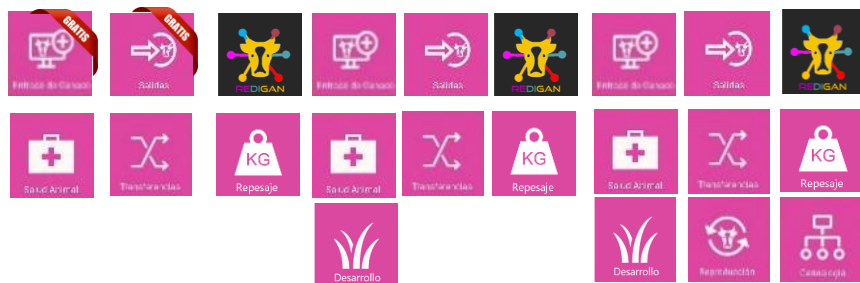 GRATIS GRATIS
REDIGAN REDIGAN REDIGAN
Entrada de Ganado Salidas Entrada de Ganado Salidas Entrada de Ganado Salidas
KG KG KG
Salud Animal Transferencias Repesaje Salud Animal Transferencias Repesaje Salud Animal Transferencias Repesaje
Desarrollo Desarrollo Reproducción Genealogía